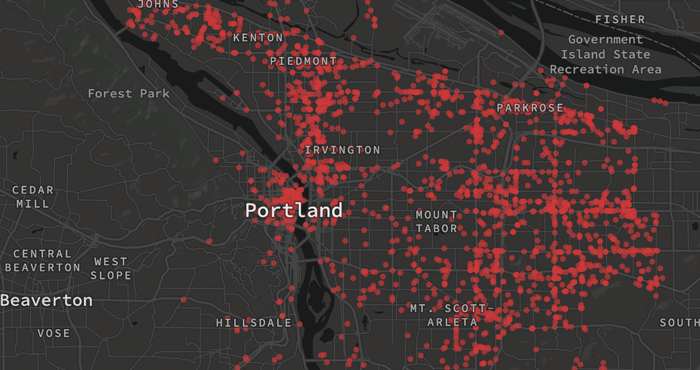 JOHNS
FISHER
KENTON
Government
Island State
Recreation Area
PIEDMONT
Forest Park
PARKROSE
IRVINGTON
CEDAR
MILL
Portland
MOUNT
TABOR
CENTRAL
BEAVERTON
WEST
SLOPE
Beaverton
MT. SCOTT-
ARLETA
HILLSDALE
SOUTH
VOSE